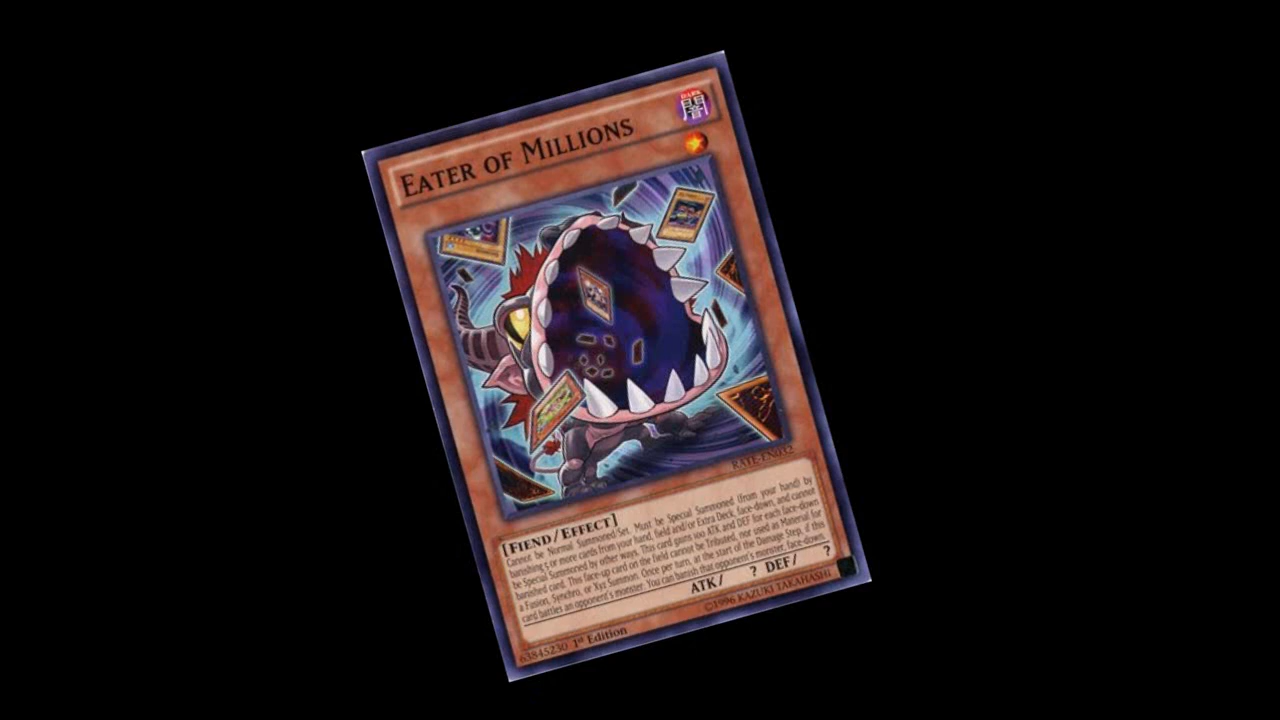 EATER OF MILLIONS
DARK
闇
RATE-EN032
[FIEND/EFFECT]
Cannot be Normal Summoned/Set. Must be Special Summoned (from your hand) by
banishing 5 or more cards from your hand, field and/or Extra Deck, face-down, and cannot
be Special Summoned by other ways. This card gains 100 ATK and DEF for each face-down
banished card. This face-up card on the field cannot be Tributed, nor used as Material for
a Fusion, Synchro, or Xyz Summon. Once per turn, at the start of the Damage Step, if this
card battles an opponent's monster: You can banish that opponent's monster, face-down.
ATK/ ? DEF/ ?
63845230 1st Edition ©1996 KAZUKI TAKAHASHI